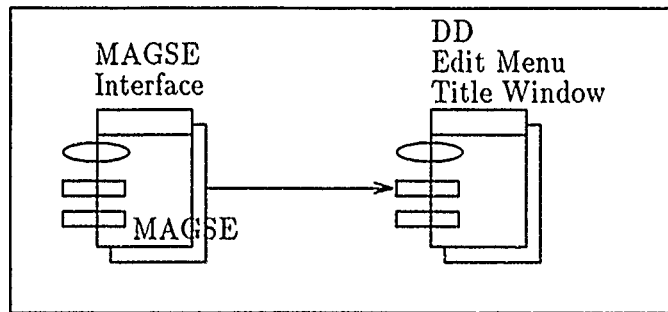 MAGSE
Interface
MAGSE
DD
Edit Menu
Title Window